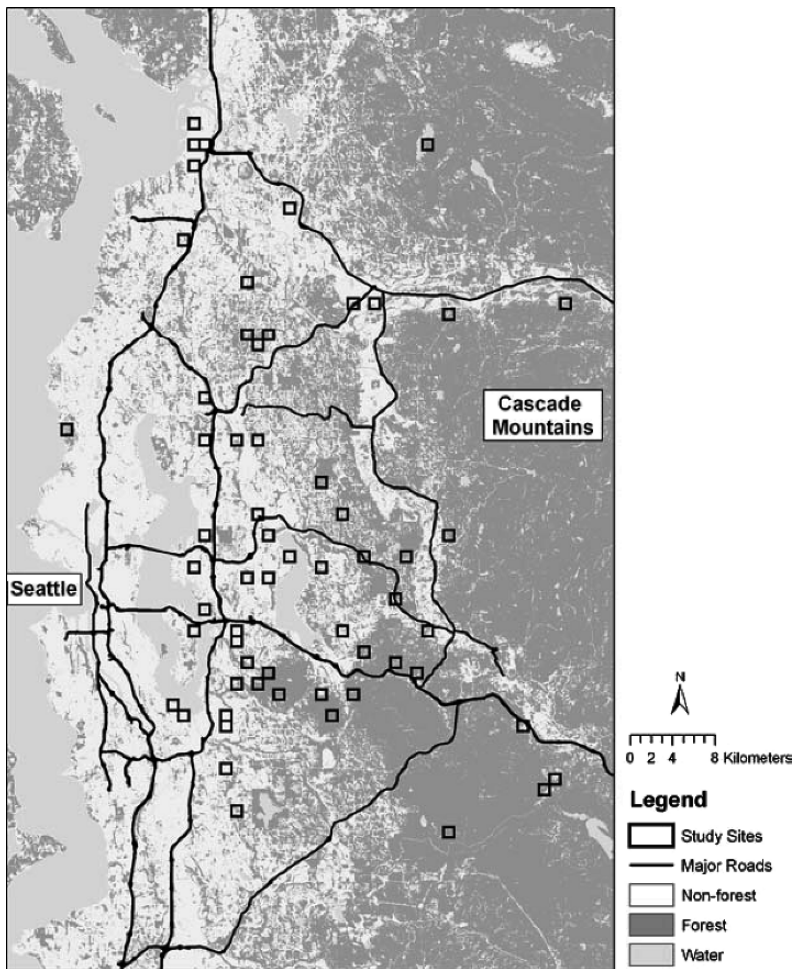 Cascade
Mountains
Seattle
N
0 2 4 8 Kilometers
Legend
Study Sites
Major Roads
Non-forest
Forest
Water